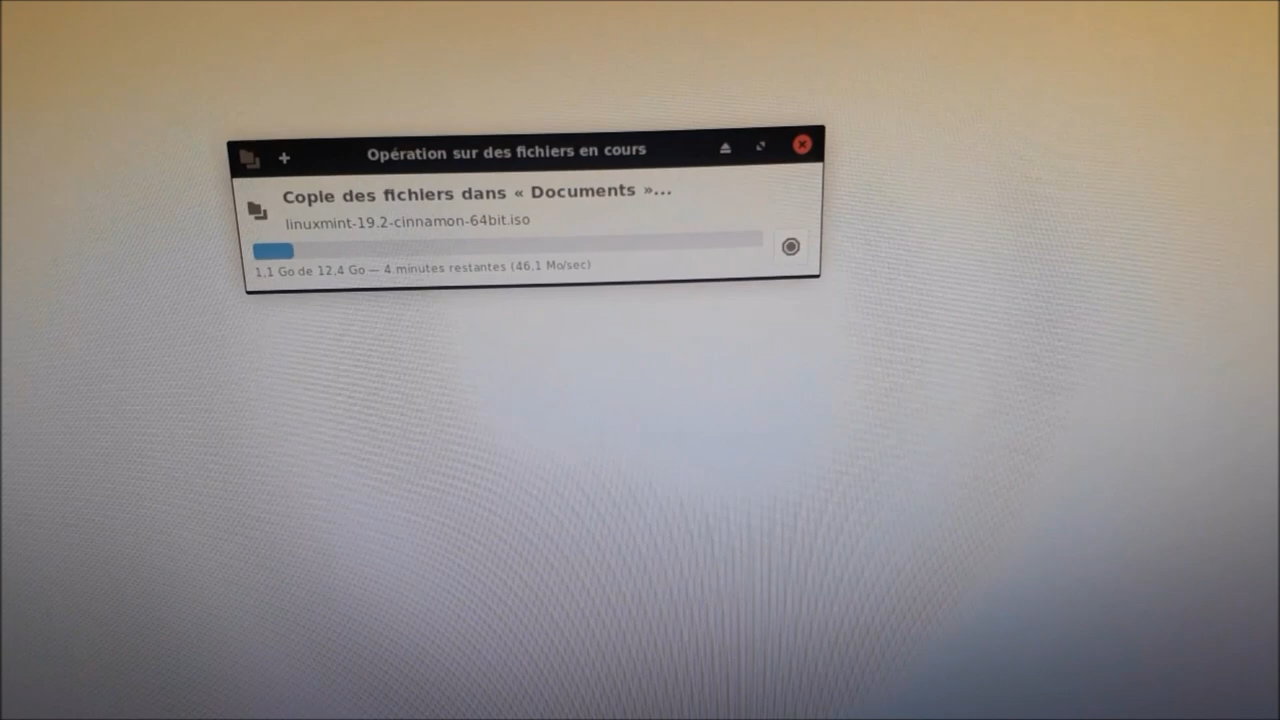 Opération sur des fichiers en cours
Copie des fichiers dans « Documents »...
linuxmint-19.2-cinnamon-64bit.iso
1,1 Go de 12,4 Go — 4 minutes restantes (46,1 Mo/sec)